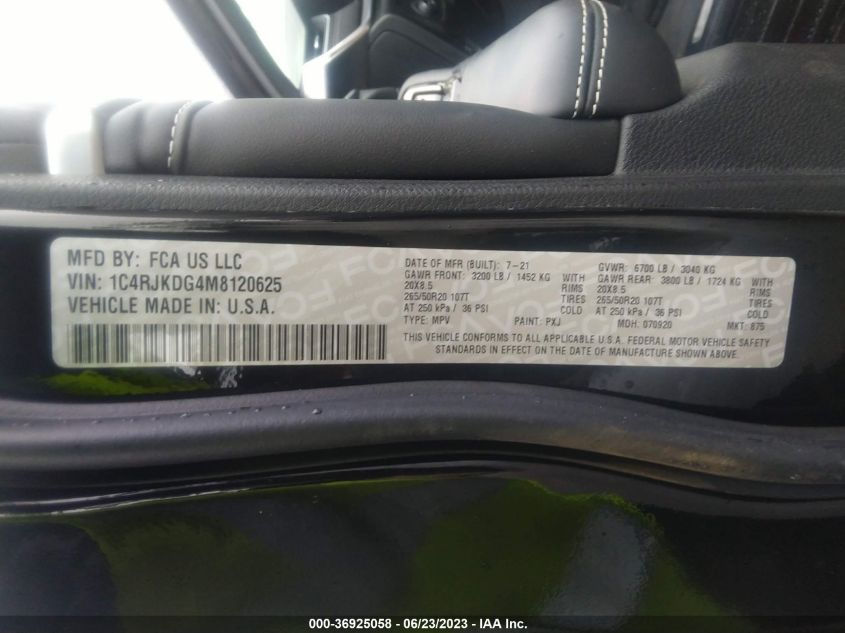 MFD BY: FCA US LLC
VIN: 1C4RJKDG4M8120625
VEHICLE MADE IN: U.S.A.
DATE OF MFR (BUILT): 7-21
GAWR FRONT: 3200 LB / 1452 KG WITH
20X8.5 RIMS
265/50R20 107T TIRES
AT 250 kPa / 36 PSI COLD
TYPE: MPV PAINT: PXJ
GVWR: 6700 LB / 3040 KG
GAWR REAR: 3800 LB / 1724 KG WITH
20X8.5 RIMS
265/50R20 107T TIRES
AT 250 kPa / 36 PSI COLD
MDH: 070920 MKT: 875
THIS VEHICLE CONFORMS TO ALL APPLICABLE U.S.A. FEDERAL MOTOR VEHICLE SAFETY
STANDARDS IN EFFECT ON THE DATE OF MANUFACTURE SHOWN ABOVE.
000-36925058 - 06/23/2023 - IAA Inc.